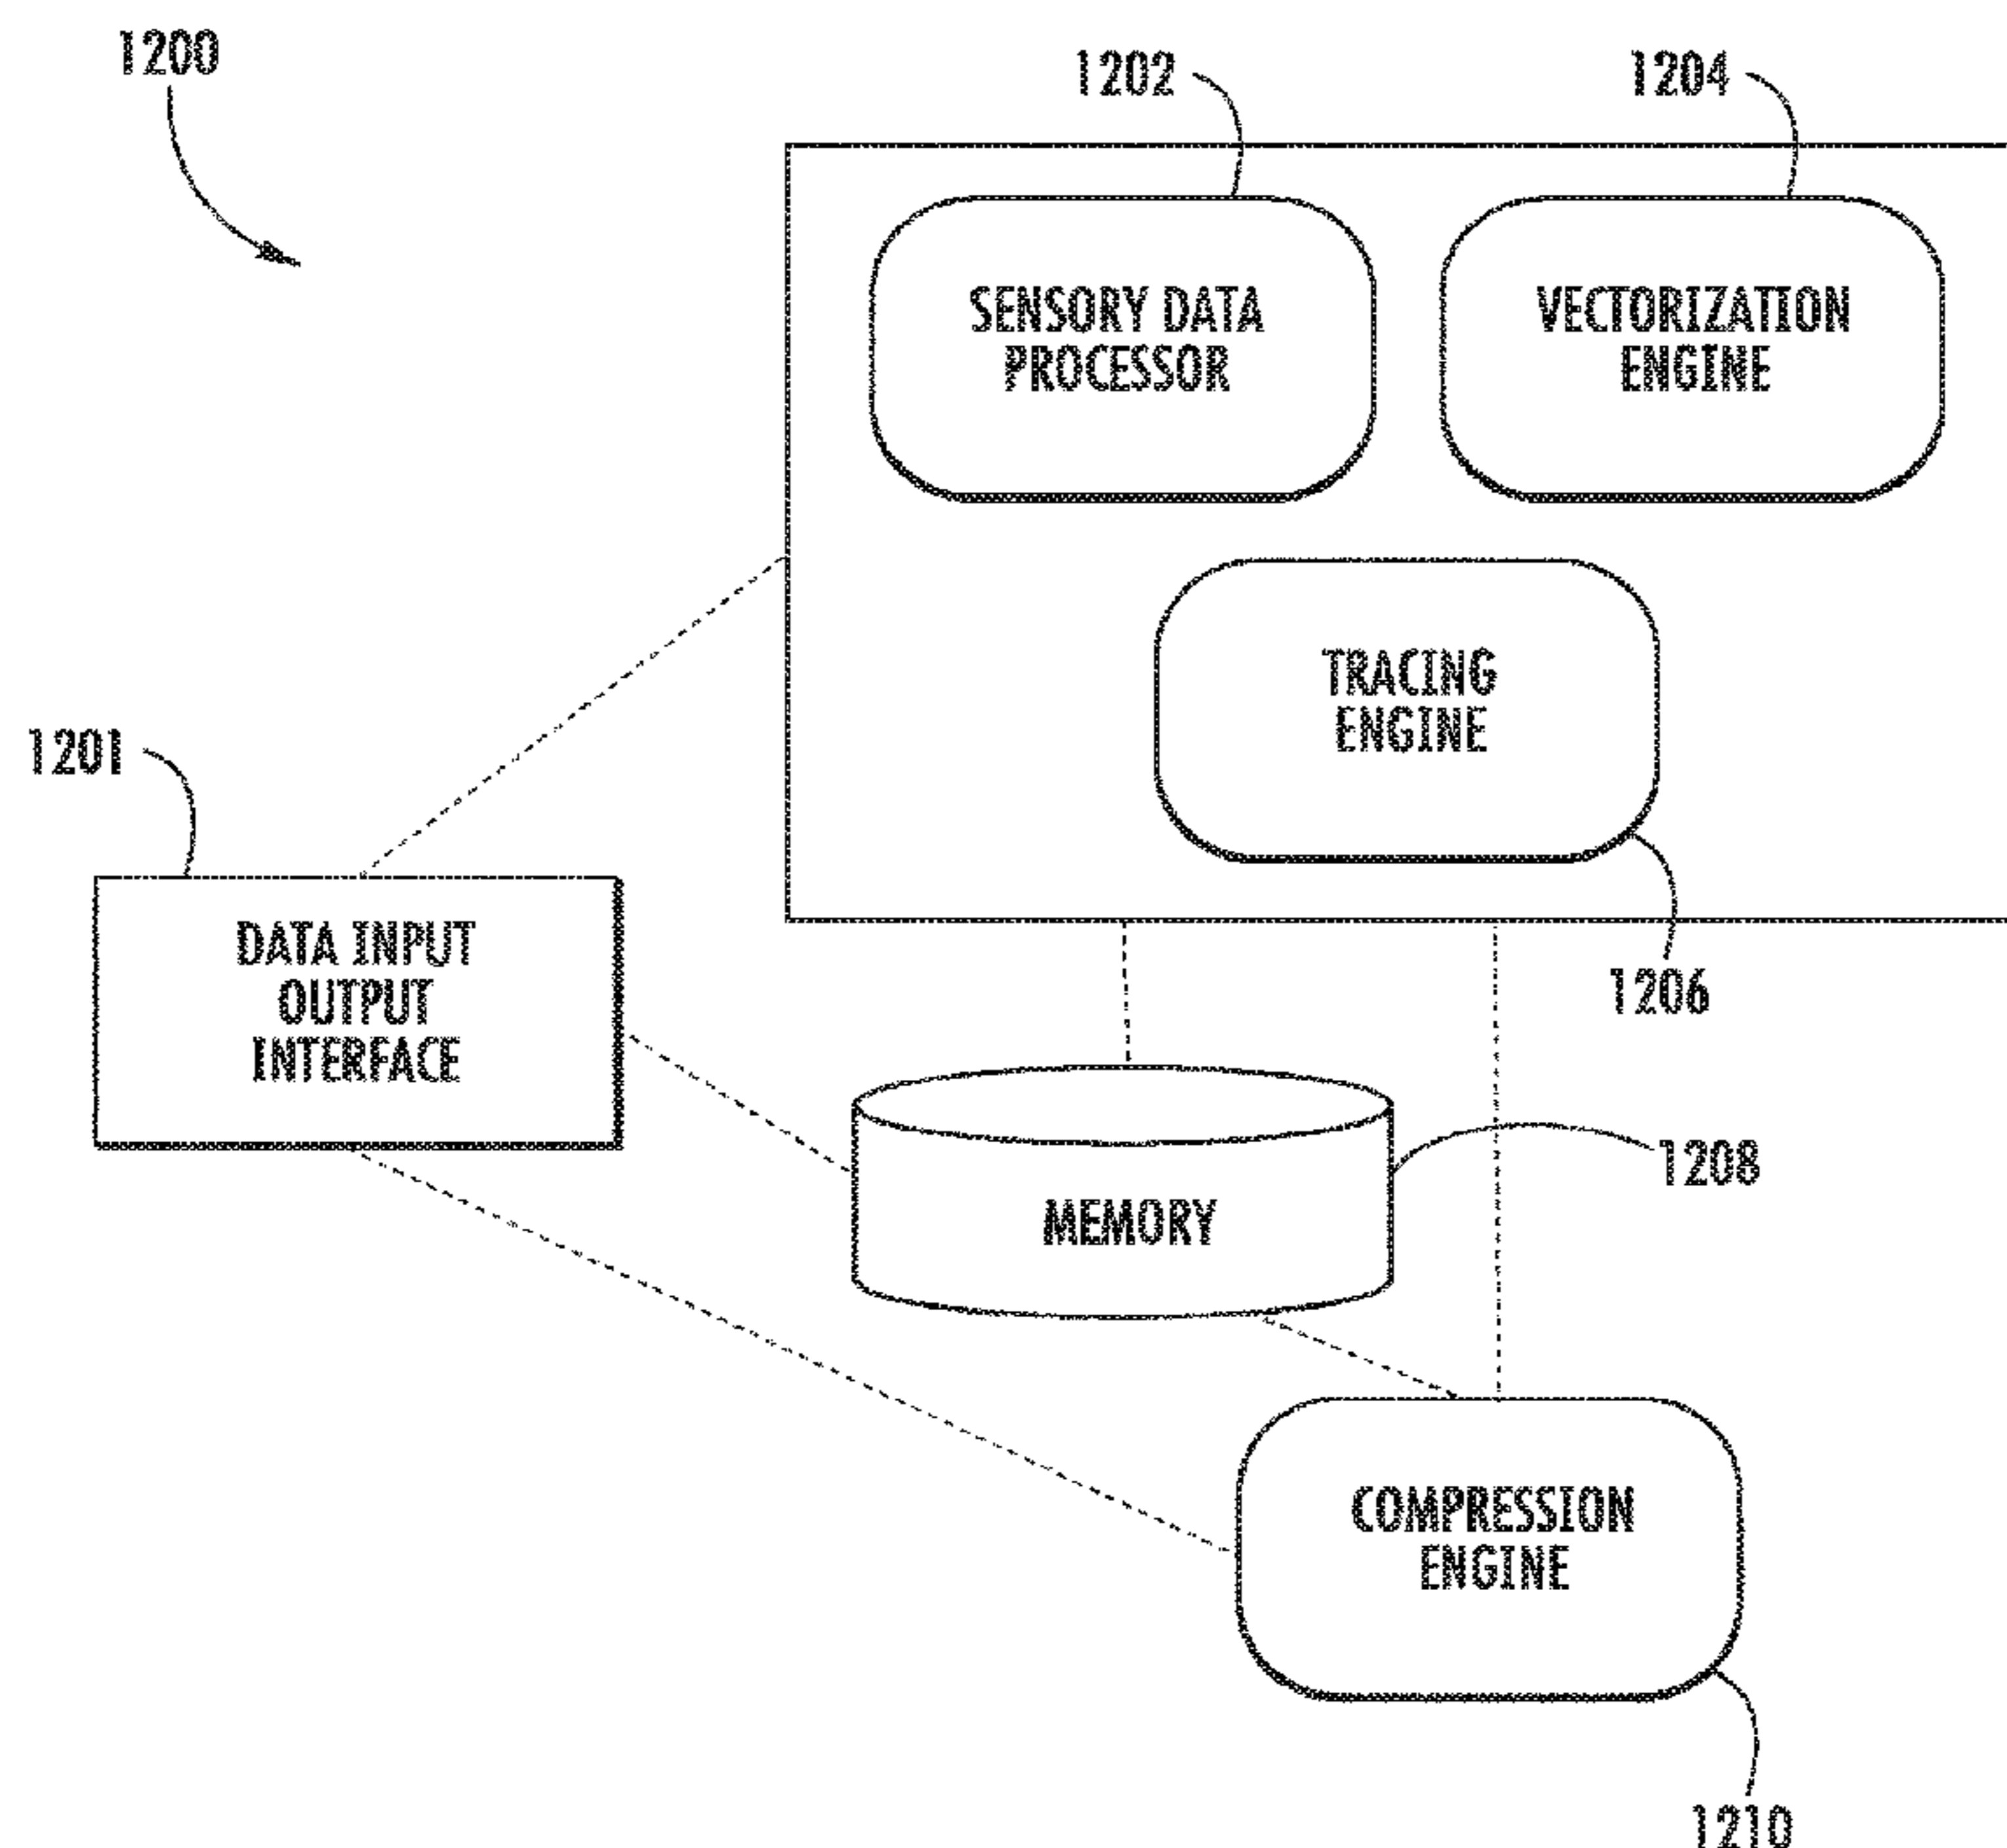 1200
1202
1204
SENSORY DATA
PROCESSOR
VECTORIZATION
ENGINE
TRACING
ENGINE
1201
DATA INPUT
OUTPUT
INTERFACE
1206
1208
MEMORY
COMPRESSION
ENGINE
1210